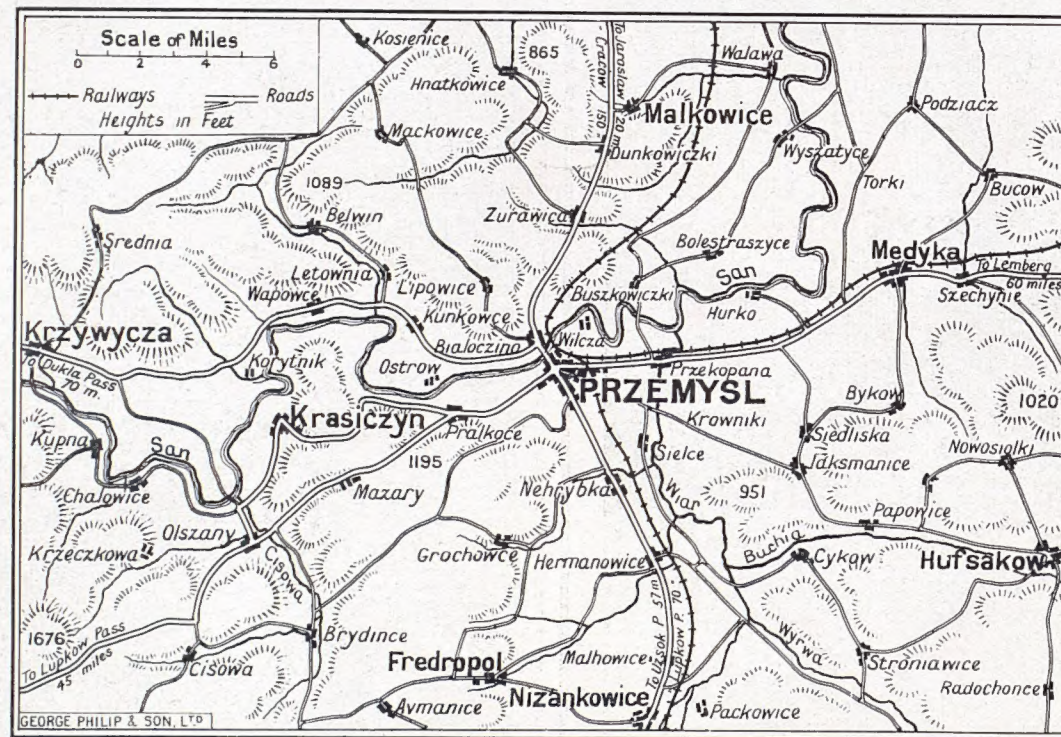 Scale of Miles
0 2 4 6
Railways Roads
Heights in Feet
Kosienice
865
Hnatkowice
To Jaroslaw 20 m.
Cracow 150
Walawa
Malkowice
Podziacz
Mackowice
Dunkowiczki
Wyszatyce
1089
Torki
Bucow
Belwin
Zurawica
Srednia
Bolestraszyce
Medyka
Letownia
Lipowice
San
To Lemberg
60 miles
Wapowce
Buszkowiczki
Hurko
Szechynie
Kunkowce
Krzywycza
Bialoczina
Wilcza
To Dukla Pass
70 m.
Korytnik
Ostrow
Przekopana
PRZEMYSL
Bykow
1020
Krasiczyn
Krowniki
Kupna
San
Pralkoce
Siedliska
Nowosiolki
1195
Sielce
Jaksmanice
Chalowice
Mazary
Nehrybka
Wiar
951
Papowice
Olszany
Krzeczkowa
Cisowa
Grochowce
Hermanowice
Buchta
Cykow
Hufsakow
1676
To Lupkow Pass
45 miles
Brydince
Cisowa
Fredropol
Malhowice
To Uzsok P. 57 m.
Lupkow P. 70
Wyrwa
Stroniawice
Nizankowice
Radochonce
Avmanice
Packowice
GEORGE PHILIP & SON, LTD